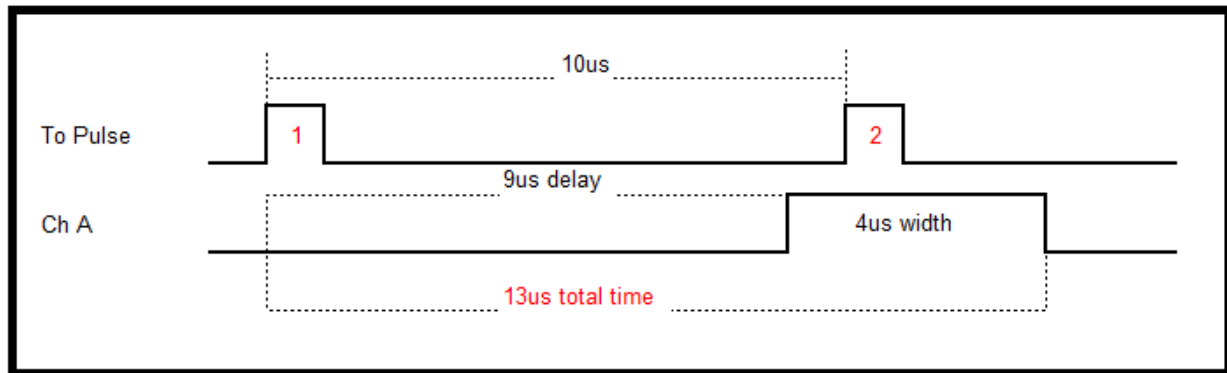 10us
To Pulse
1
2
9us delay
Ch A
4us width
13us total time